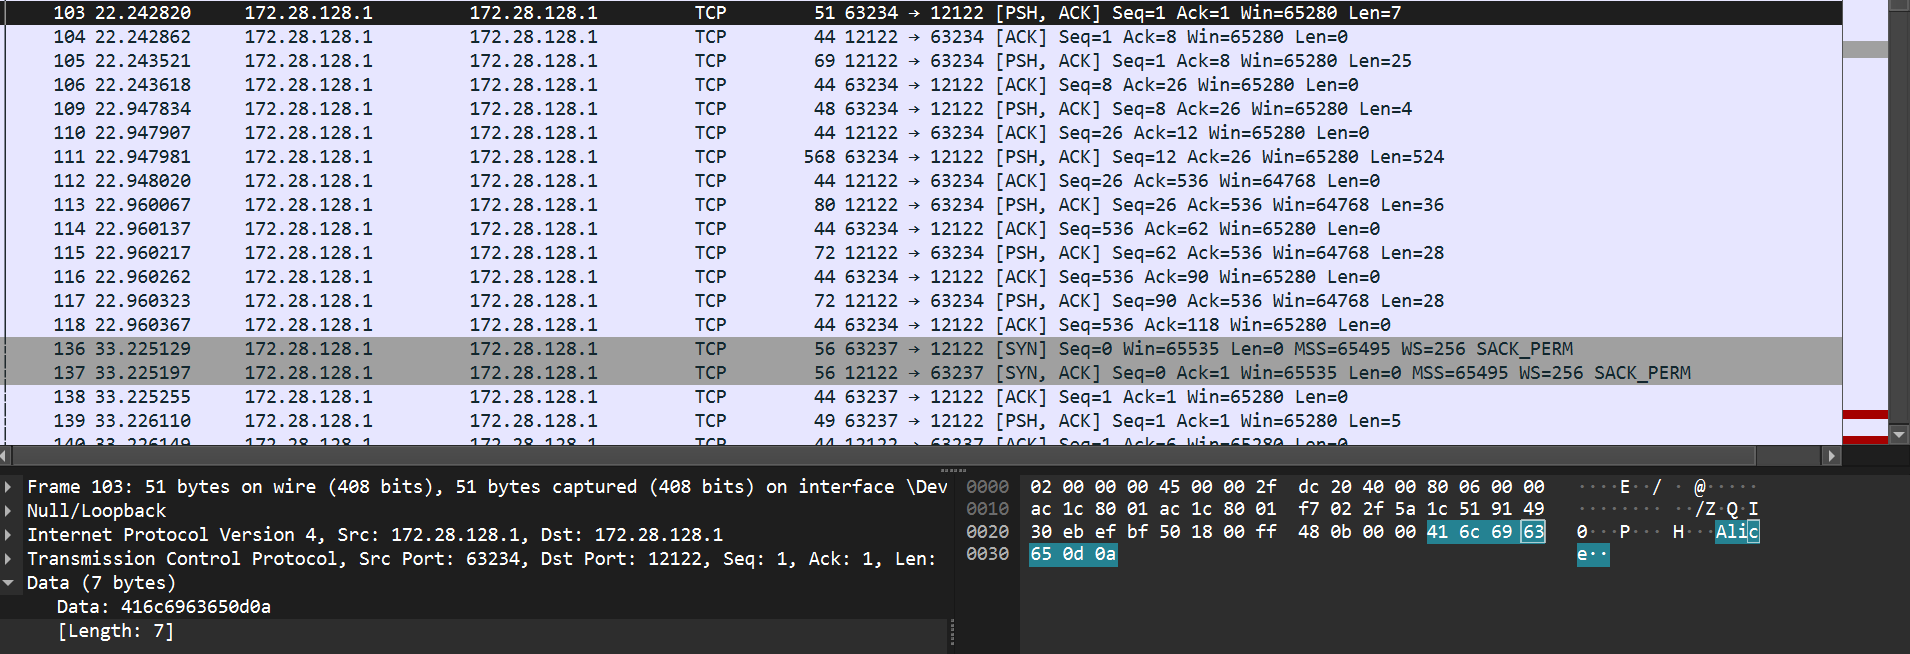 103 22.242820 172.28.128.1 172.28.128.1 TCP 51 63234 → 12122 [PSH, ACK] Seq=1 Ack=1 Win=65280 Len=7
104 22.242862 172.28.128.1 172.28.128.1 TCP 44 12122 → 63234 [ACK] Seq=1 Ack=8 Win=65280 Len=0
105 22.243521 172.28.128.1 172.28.128.1 TCP 69 12122 → 63234 [PSH, ACK] Seq=1 Ack=8 Win=65280 Len=25
106 22.243618 172.28.128.1 172.28.128.1 TCP 44 63234 → 12122 [ACK] Seq=8 Ack=26 Win=65280 Len=0
109 22.947834 172.28.128.1 172.28.128.1 TCP 48 63234 → 12122 [PSH, ACK] Seq=8 Ack=26 Win=65280 Len=4
110 22.947907 172.28.128.1 172.28.128.1 TCP 44 12122 → 63234 [ACK] Seq=26 Ack=12 Win=65280 Len=0
111 22.947981 172.28.128.1 172.28.128.1 TCP 568 63234 → 12122 [PSH, ACK] Seq=12 Ack=26 Win=65280 Len=524
112 22.948020 172.28.128.1 172.28.128.1 TCP 44 12122 → 63234 [ACK] Seq=26 Ack=536 Win=64768 Len=0
113 22.960067 172.28.128.1 172.28.128.1 TCP 80 12122 → 63234 [PSH, ACK] Seq=26 Ack=536 Win=64768 Len=36
114 22.960137 172.28.128.1 172.28.128.1 TCP 44 63234 → 12122 [ACK] Seq=536 Ack=62 Win=65280 Len=0
115 22.960217 172.28.128.1 172.28.128.1 TCP 72 12122 → 63234 [PSH, ACK] Seq=62 Ack=536 Win=64768 Len=28
116 22.960262 172.28.128.1 172.28.128.1 TCP 44 63234 → 12122 [ACK] Seq=536 Ack=90 Win=65280 Len=0
117 22.960323 172.28.128.1 172.28.128.1 TCP 72 12122 → 63234 [PSH, ACK] Seq=90 Ack=536 Win=64768 Len=28
118 22.960367 172.28.128.1 172.28.128.1 TCP 44 63234 → 12122 [ACK] Seq=536 Ack=118 Win=65280 Len=0
136 33.225129 172.28.128.1 172.28.128.1 TCP 56 63237 → 12122 [SYN] Seq=0 Win=65535 Len=0 MSS=65495 WS=256 SACK_PERM
137 33.225197 172.28.128.1 172.28.128.1 TCP 56 12122 → 63237 [SYN, ACK] Seq=0 Ack=1 Win=65535 Len=0 MSS=65495 WS=256 SACK_PERM
138 33.225255 172.28.128.1 172.28.128.1 TCP 44 63237 → 12122 [ACK] Seq=1 Ack=1 Win=65280 Len=0
139 33.226110 172.28.128.1 172.28.128.1 TCP 49 63237 → 12122 [PSH, ACK] Seq=1 Ack=1 Win=65280 Len=5
140 33.226149 172.28.128.1 172.28.128.1 TCP 44 12122 → 63237 [ACK] Seq=1 Ack=6 Win=65280 Len=0
Frame 103: 51 bytes on wire (408 bits), 51 bytes captured (408 bits) on interface \Dev
Null/Loopback
Internet Protocol Version 4, Src: 172.28.128.1, Dst: 172.28.128.1
Transmission Control Protocol, Src Port: 63234, Dst Port: 12122, Seq: 1, Ack: 1, Len:
Data (7 bytes)
Data: 416c6963650d0a
[Length: 7]
0000 02 00 00 00 45 00 00 2f dc 20 40 00 80 06 00 00 ····E··/ · @·····
0010 ac 1c 80 01 ac 1c 80 01 f7 02 2f 5a 1c 51 91 49 ········ ··/Z·Q·I
0020 30 eb ef bf 50 18 00 ff 48 0b 00 00 41 6c 69 63 0···P··· H···Alic
0030 65 0d 0a e··